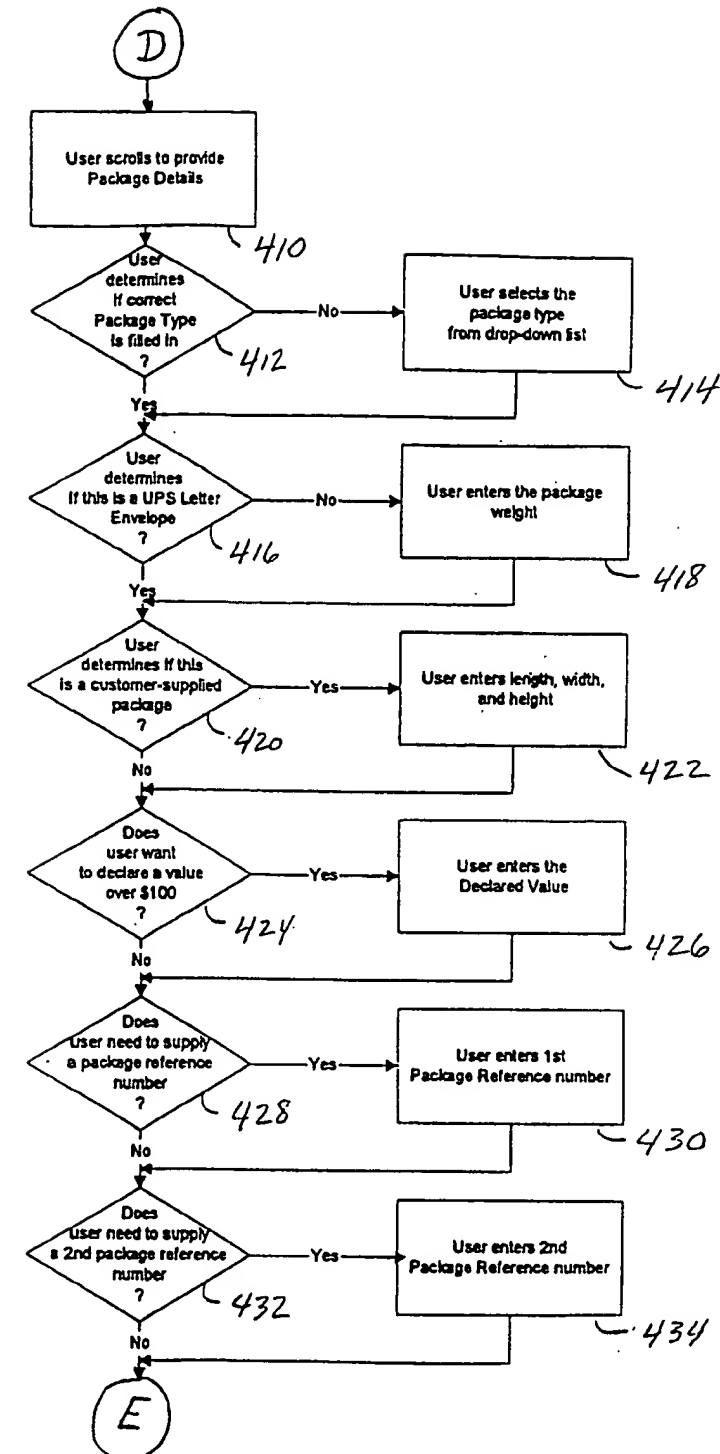 D
User scrolls to provide
Package Details
410
User
determines
If correct
Package Type
is filled in
?
412
No
User selects the
package type
from drop-down list
414
Yes
User
determines
If this is a UPS Letter
Envelope
?
416
No
User enters the package
weight
418
Yes
User
determines if this
is a customer-supplied
package
?
420
Yes
User enters length, width,
and height
422
No
Does
user want
to declare a value
over $100
?
424
Yes
User enters the
Declared Value
426
No
Does
user need to supply
a package reference
number
?
428
Yes
User enters 1st
Package Reference number
430
No
Does
user need to supply
a 2nd package reference
number
?
432
Yes
User enters 2nd
Package Reference number
434
No
E